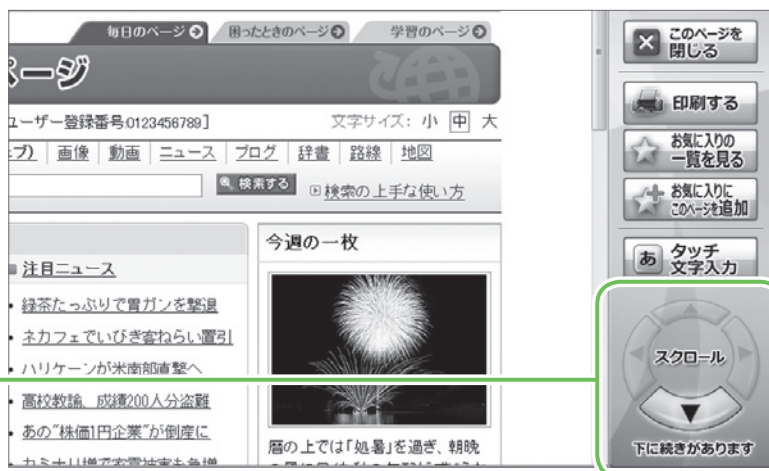 毎日のページ
困ったときのページ
学習のページ
ページ
ユーザー登録番号:0123456789]
文字サイズ: 小 中 大
画像 動画 ニュース ブログ 辞書 路線 地図
検索する
検索の上手な使い方
注目ニュース
緑茶たっぷりで胃ガンを撃退
ネカフェでいびき客ねらい置引
ハリケーンが米南部直撃へ
高校教諭、成績200人分盗難
あの"株価1円企業"が倒産に
今週の一枚
暦の上では「処暑」を過ぎ、朝晩
このページを
閉じる
印刷する
お気に入りの
一覧を見る
お気に入りに
このページを追加
あ
タッチ
文字入力
スクロール
下に続きがあります